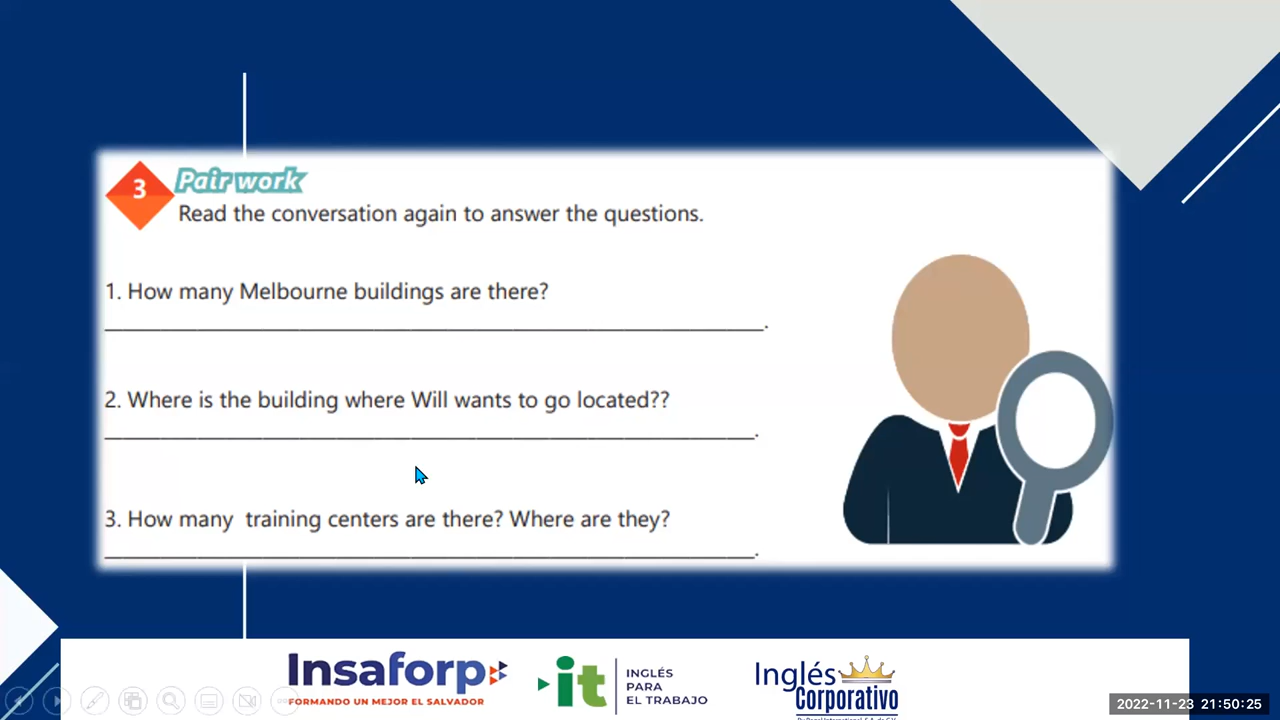 3
Pair work
Read the conversation again to answer the questions.
1. How many Melbourne buildings are there?
2. Where is the building where Will wants to go located??
3. How many training centers are there? Where are they?
Insaforp
FORMANDO UN MEJOR EL SALVADOR
it
INGLÉS
PARA
EL TRABAJO
Inglés
Corporativo
2022-11-23 21:50:25